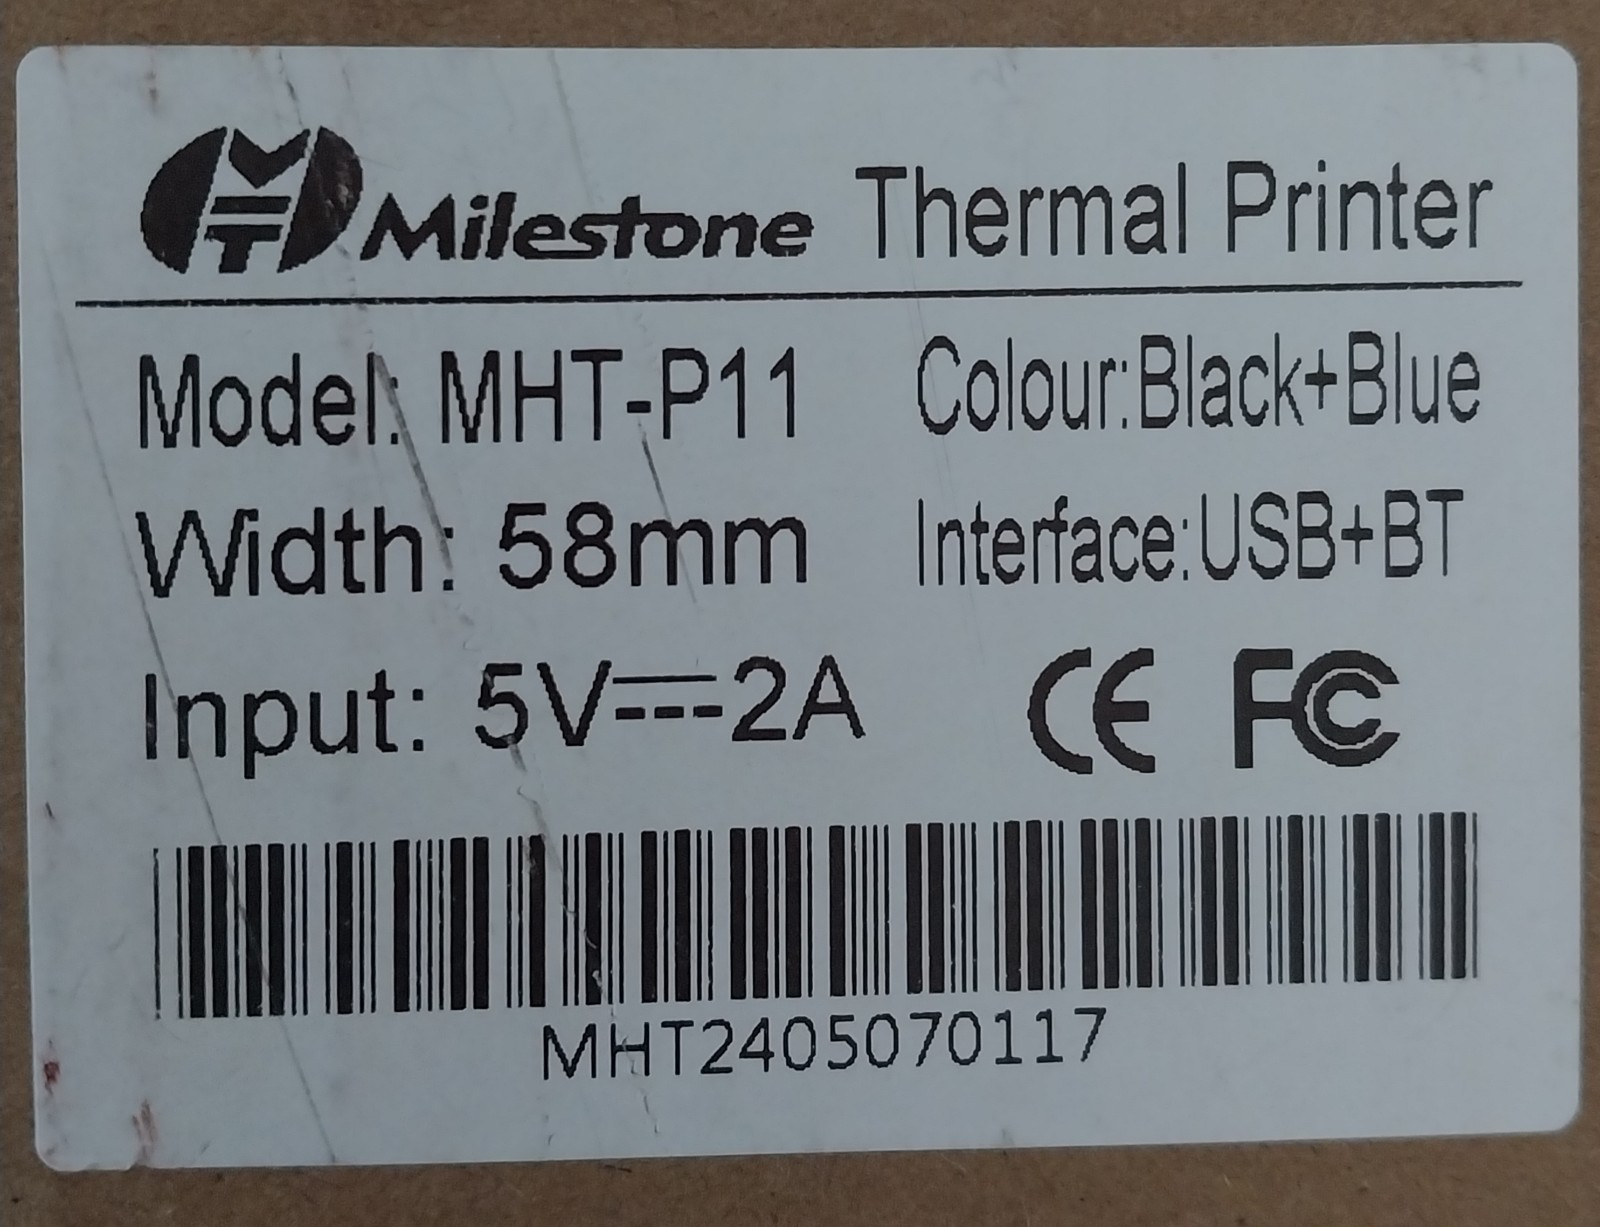 MHT Milestone Thermal Printer
Model: MHT-P11 Colour:Black+Blue
Width: 58mm Interface:USB+BT
Input: 5V⎓2A CE FC
MHT2405070117